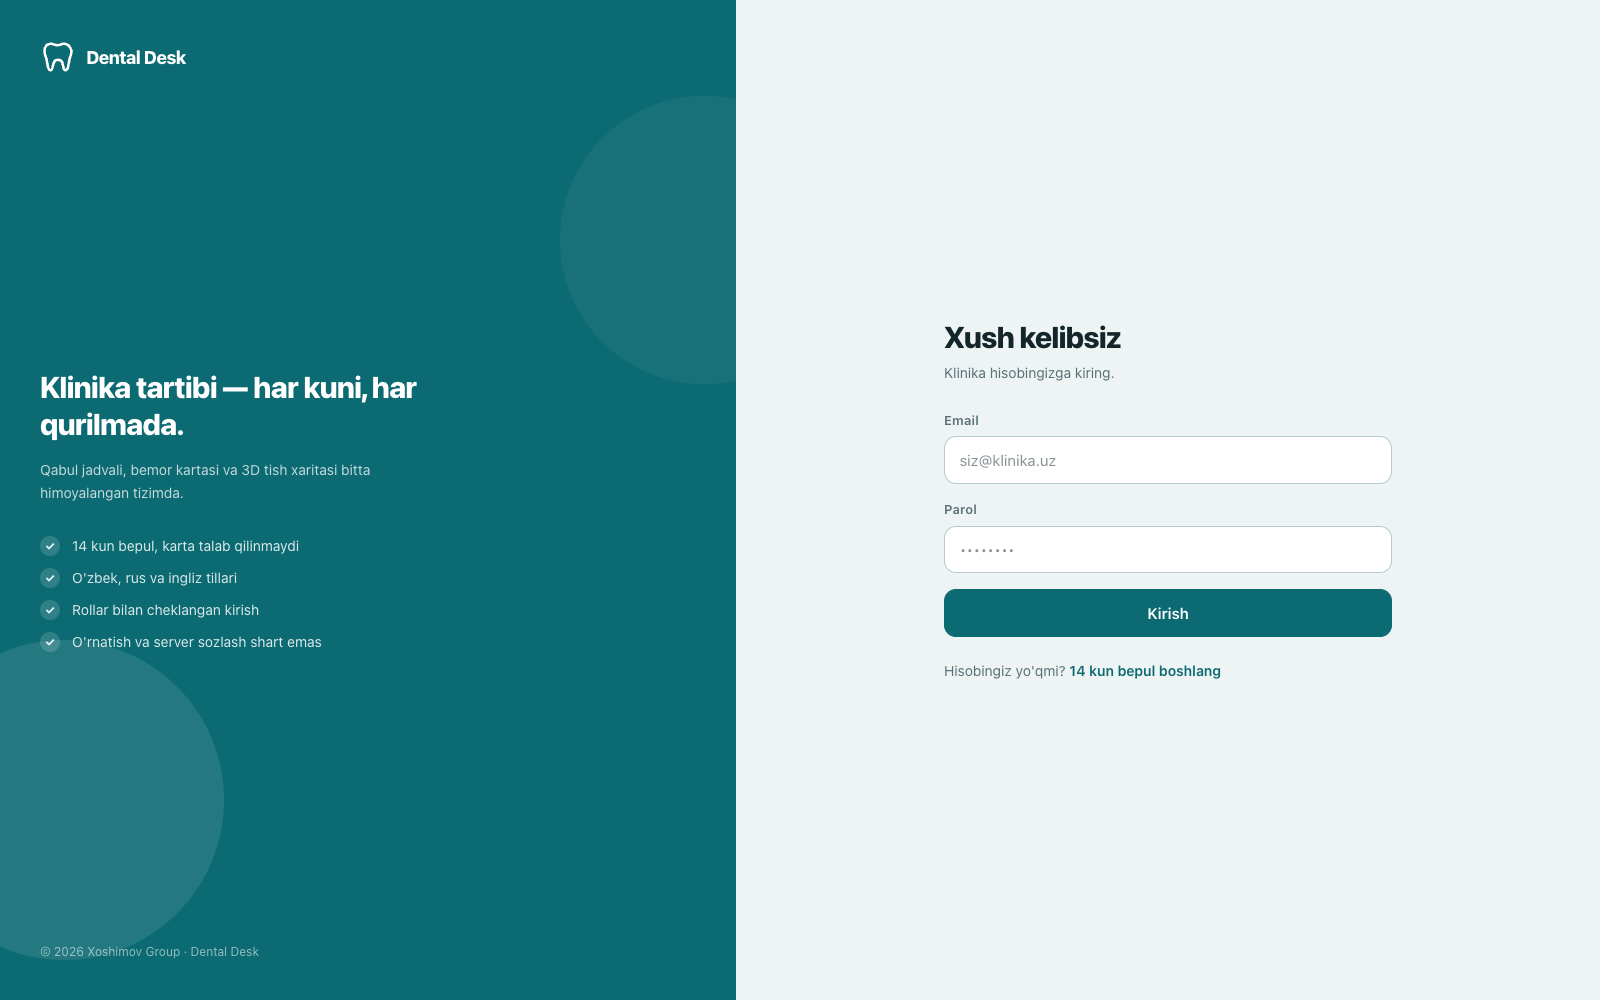 Dental Desk
Klinika tartibi — har kuni, har
qurilmada.
Qabul jadvali, bemor kartasi va 3D tish xaritasi bitta
himoyalangan tizimda.
14 kun bepul, karta talab qilinmaydi
O'zbek, rus va ingliz tillari
Rollar bilan cheklangan kirish
O'rnatish va server sozlash shart emas
© 2026 Xoshimov Group · Dental Desk
Xush kelibsiz
Klinika hisobingizga kiring.
Email
siz@klinika.uz
Parol
••••••••
Kirish
Hisobingiz yo'qmi? 14 kun bepul boshlang